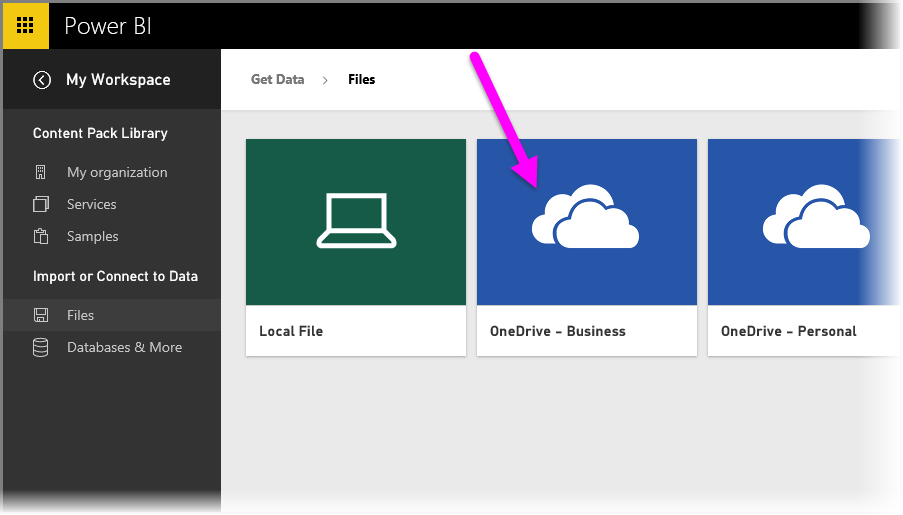 Power BI
My Workspace
Get Data > Files
Content Pack Library
My organization
Services
Samples
Import or Connect to Data
Files
Databases & More
Local File
OneDrive - Business
OneDrive - Personal